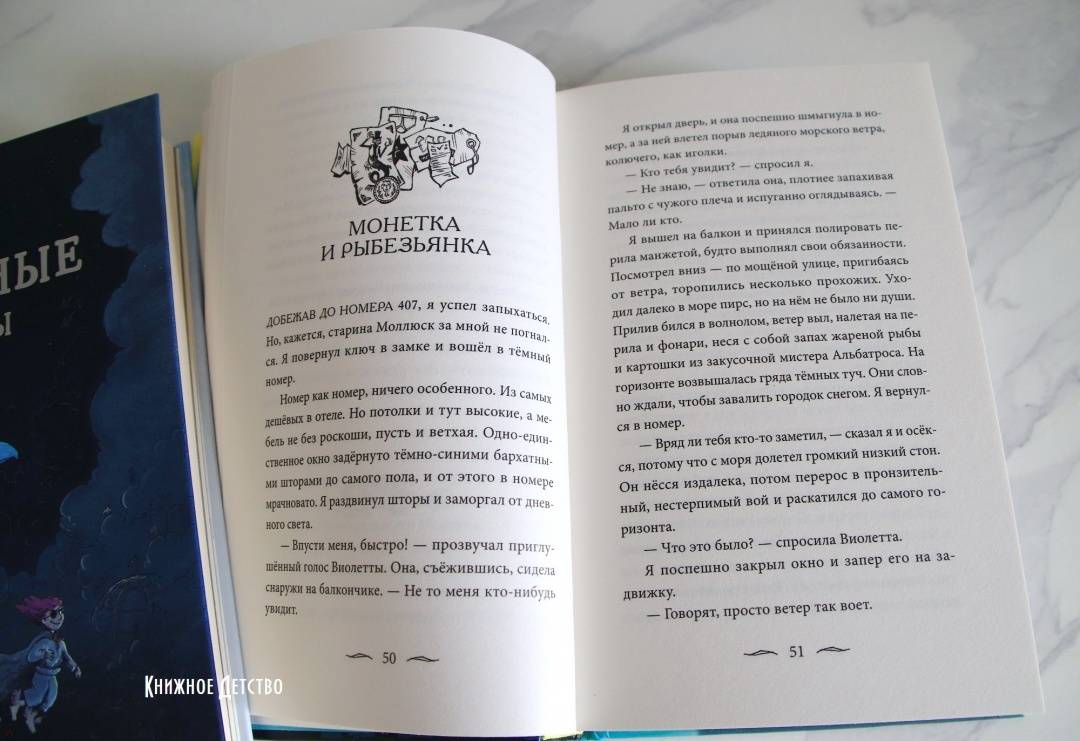 НЫЕ
Ы
МОНЕТКА
И РЫБЕЗЬЯНКА
ДОБЕЖАВ ДО НОМЕРА 407, я успел запыхаться.
Но, кажется, старина Моллюск за мной не погнал-
ся. Я повернул ключ в замке и вошёл в тёмный
номер.
Номер как номер, ничего особенного. Из самых
дешёвых в отеле. Но потолки и тут высокие, а ме-
бель не без роскоши, пусть и ветхая. Одно-един-
ственное окно задёрнуто тёмно-синими бархатны-
ми шторами до самого пола, и от этого в номере
мрачновато. Я раздвинул шторы и заморгал от днев-
ного света.
— Впусти меня, быстро! — прозвучал приглу-
шённый голос Виолетты. Она, съёжившись, сидела
снаружи на балкончике. — Не то меня кто-нибудь
увидит.
50
Я открыл дверь, и она поспешно шмыгнула в но-
мер, а за ней влетел порыв ледяного морского ветра,
колючего, как иголки.
— Кто тебя увидит? — спросил я.
— Не знаю, — ответила она, плотнее запахивая
пальто с чужого плеча и испуганно оглядываясь. —
Мало ли кто.
Я вышел на балкон и принялся полировать пе-
рила манжетой, будто выполнял свои обязанности.
Посмотрел вниз — по мощёной улице, пригибаясь
от ветра, торопились несколько прохожих. Ухо-
дил далеко в море пирс, но на нём не было ни души.
Прилив бился в волнолом, ветер выл, налетая на пе-
рила и фонари, неся с собой запах жареной рыбы
и картошки из закусочной мистера Альбатроса. На
горизонте возвышалась гряда тёмных туч. Они слов-
но ждали, чтобы завалить городок снегом. Я вернул-
ся в номер.
— Вряд ли тебя кто-то заметил, — сказал я и осёк-
ся, потому что с моря долетел громкий низкий стон.
Он нёсся издалека, потом перерос в пронзитель-
ный, нестерпимый вой и раскатился до самого го-
ризонта.
— Что это было? — спросила Виолетта.
Я поспешно закрыл окно и запер его на за-
движку.
— Говорят, просто ветер так воет.
51
КНИЖНОЕ ДЕТСТВО